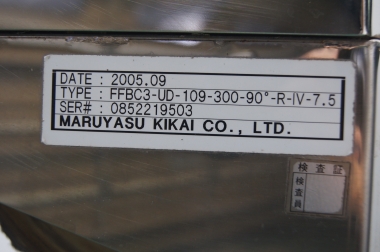 DATE : 2005.09
TYPE : FFBC3-UD-109-300-90°-R-IV-7.5
SER# : 0852219503
MARUYASU KIKAI CO., LTD.
検査証
検査員